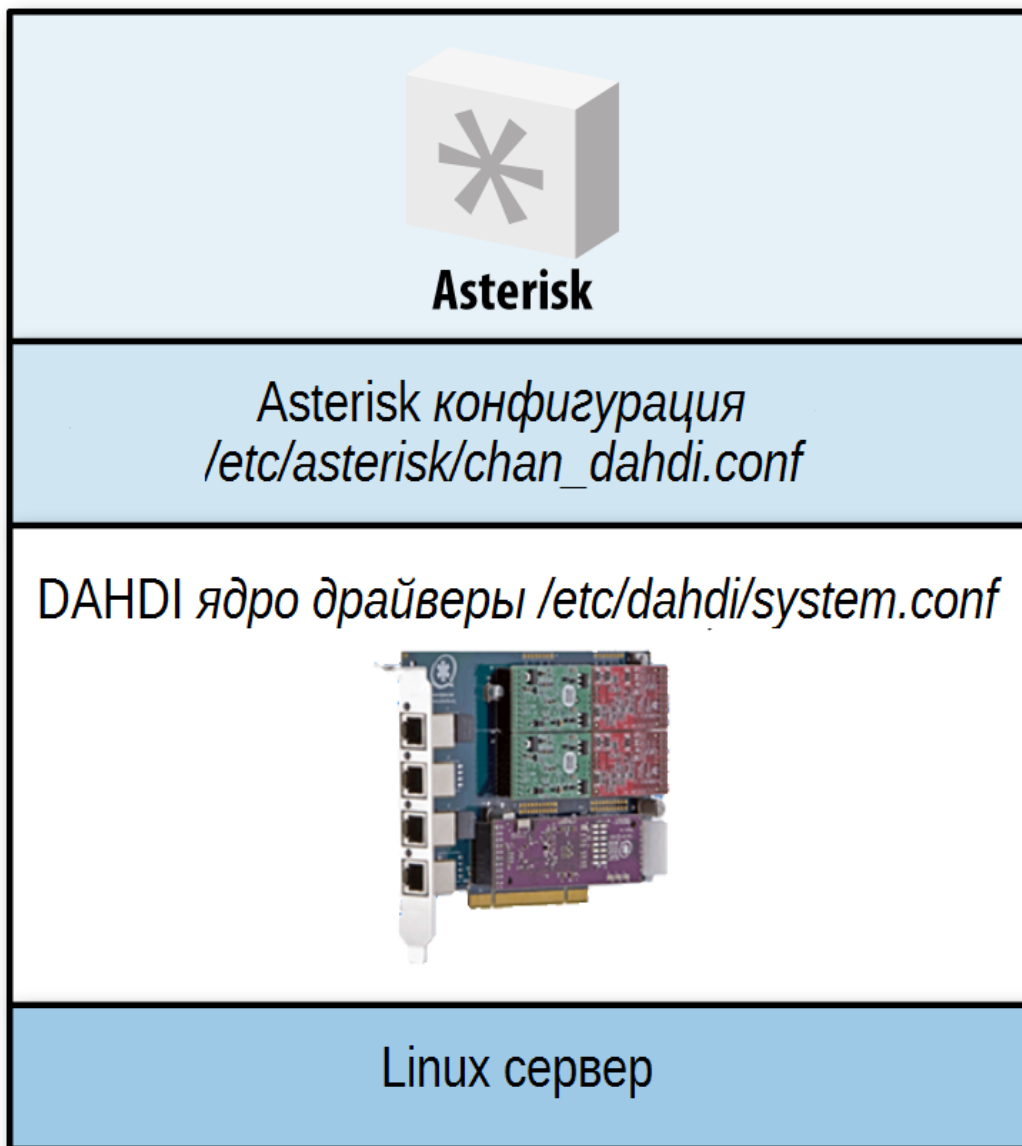 Asterisk
Asterisk конфигурация
/etc/asterisk/chan_dahdi.conf
DAHDI ядро драйверы /etc/dahdi/system.conf
Linux сервер